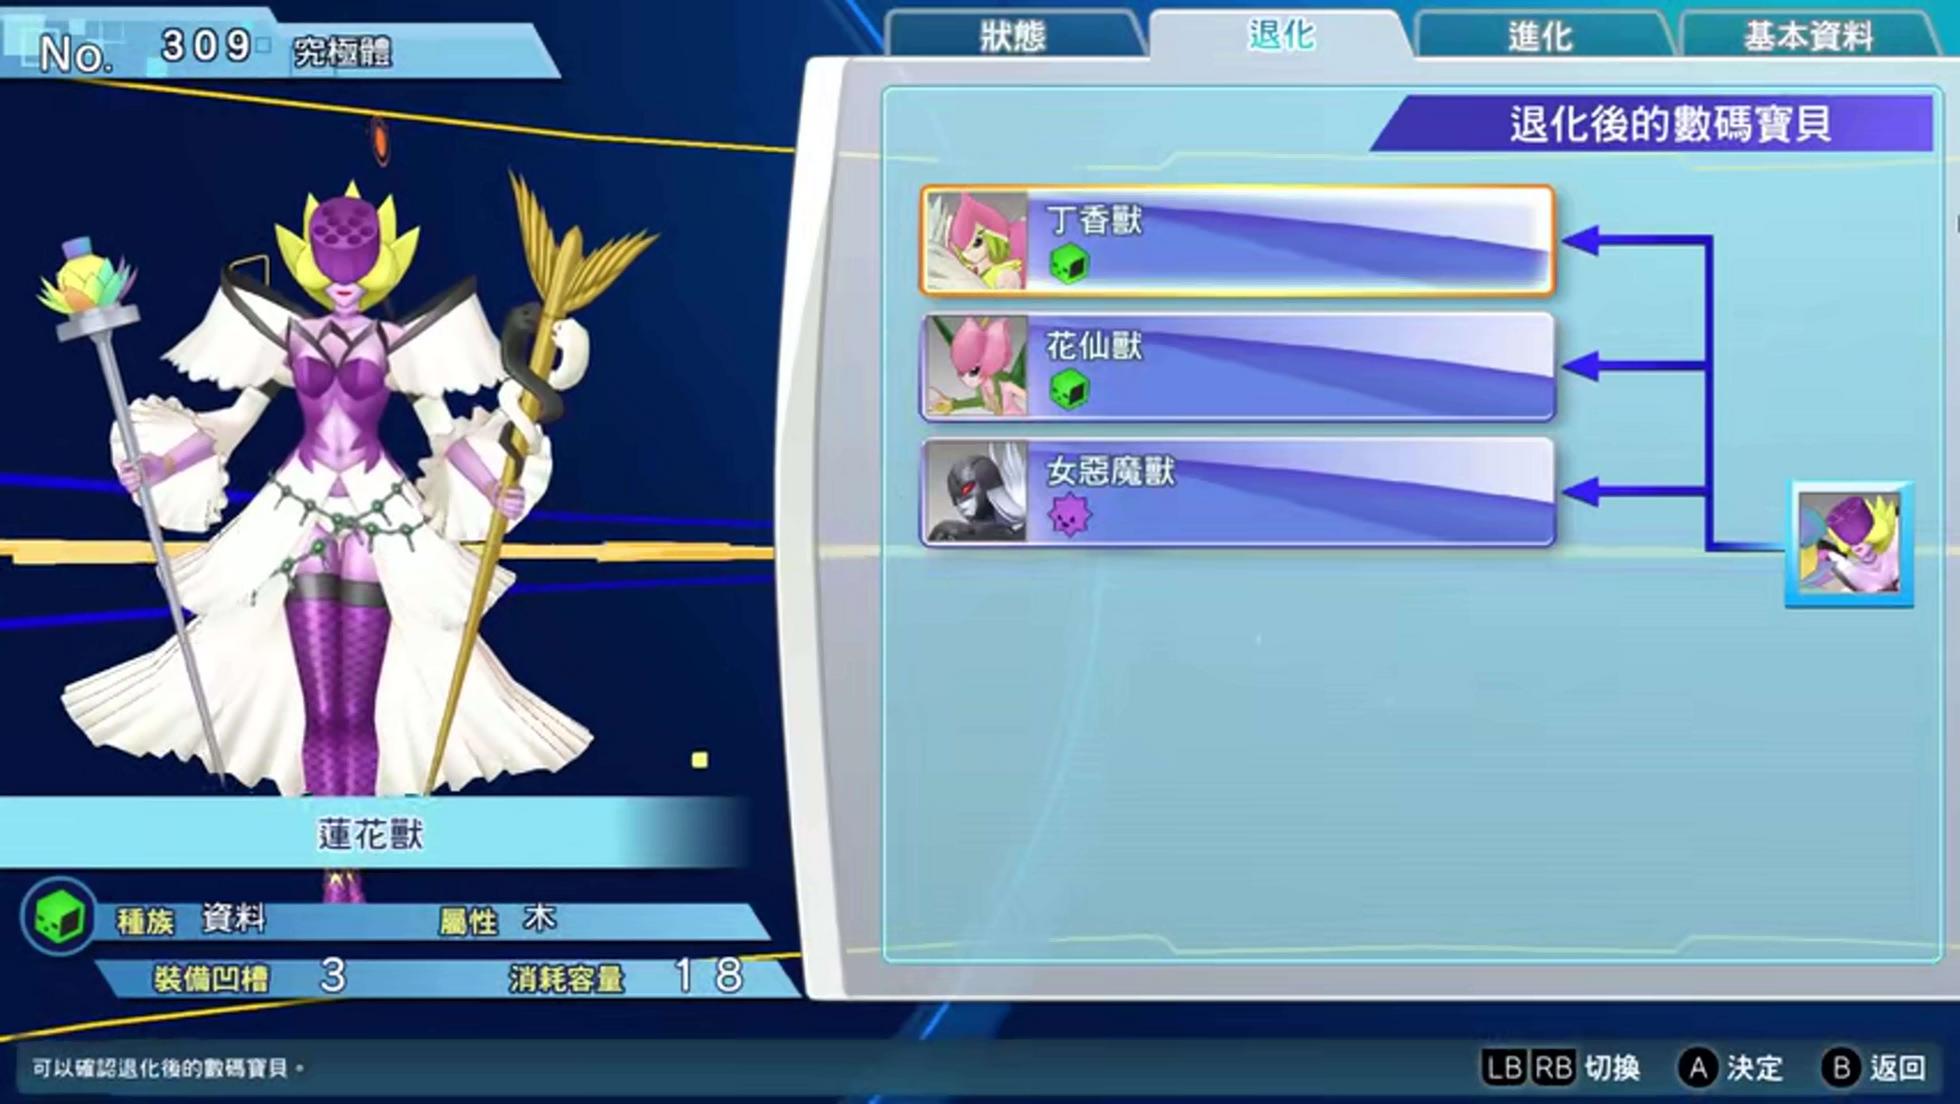 No. 309 究極體
狀態 退化 進化 基本資料
退化後的數碼寶貝
丁香獸
花仙獸
女惡魔獸
蓮花獸
種族 資料 屬性 木
裝備凹槽 3 消耗容量 18
可以確認退化後的數碼寶貝。
LB RB 切換 A 決定 B 返回